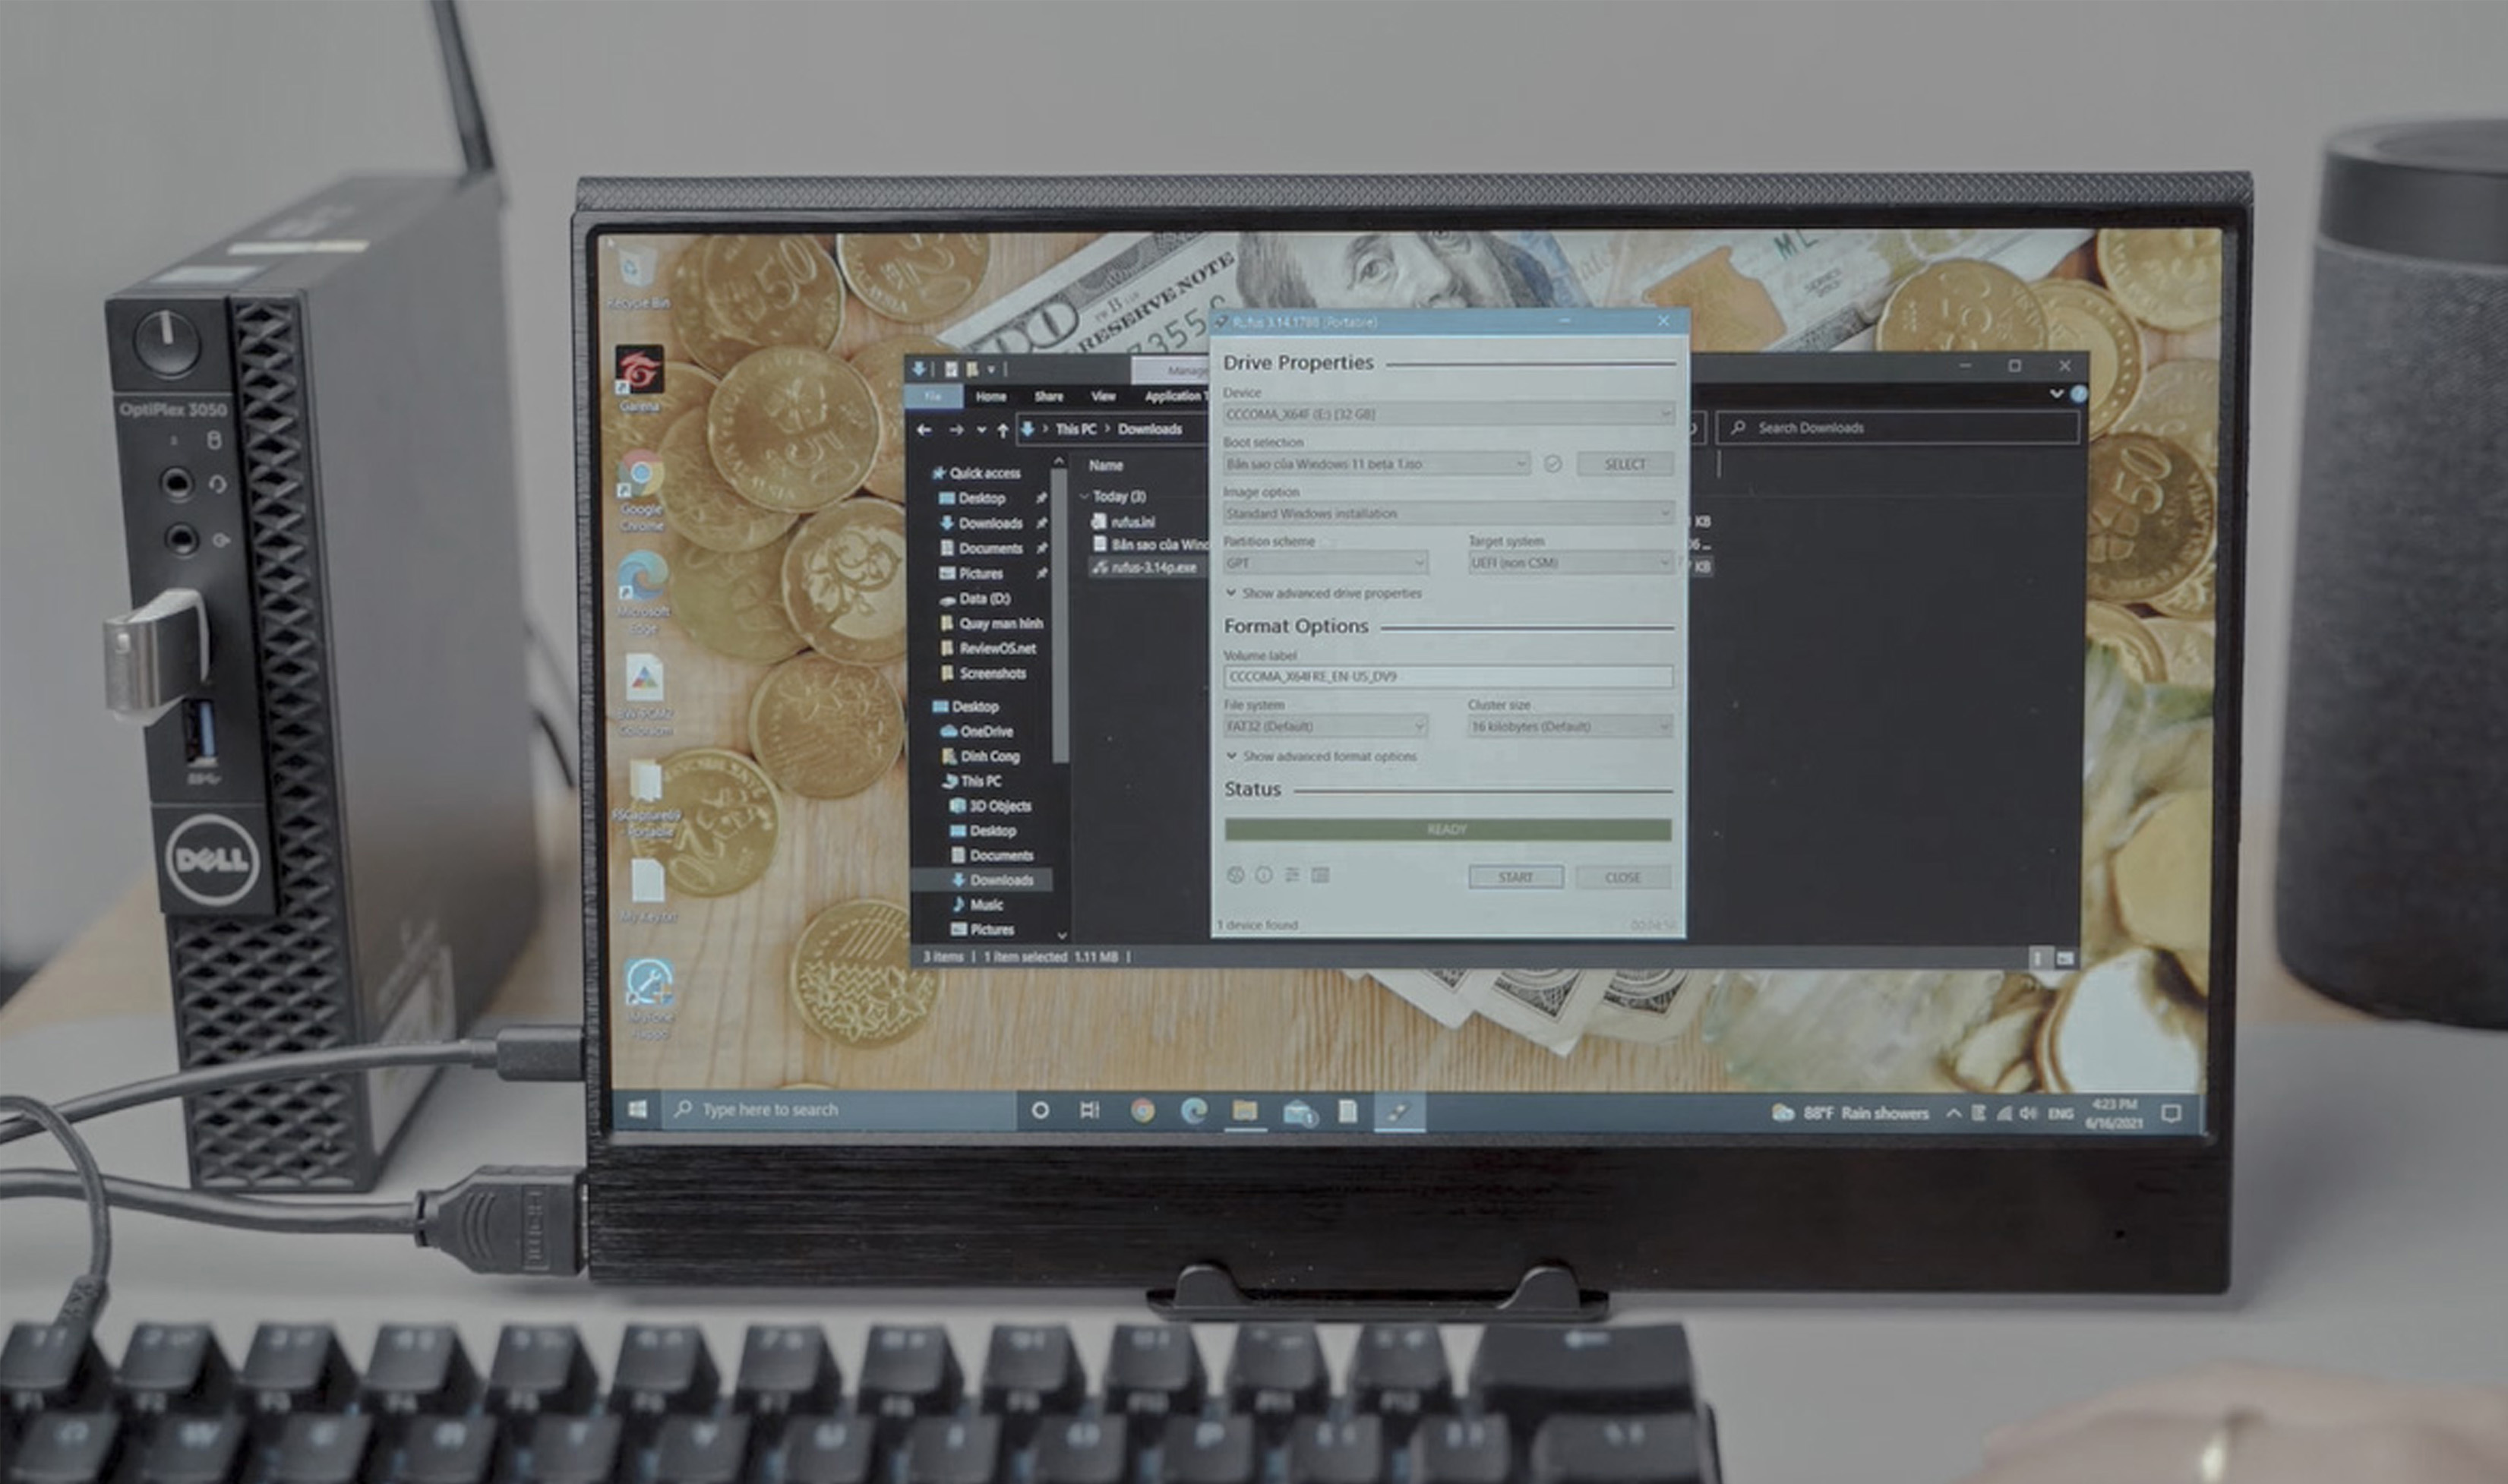 OptiPlex 3050
DELL
Recycle Bin
Garena
Google
Chrome
Microsoft
Edge
My Key.txt
RESERVE NOTE
50
20
Rufus 3.14.1788 (Portable)
Drive Properties
Device
CCCOMA_X64F (E:) [32 GB]
Boot selection
Bản sao của Windows 11 beta 1.iso
SELECT
Image option
Standard Windows installation
Partition scheme
Target system
GPT
UEFI (non CSM)
Show advanced drive properties
Format Options
Volume label
CCCOMA_X64FRE_EN-US_DV9
File system
Cluster size
FAT32 (Default)
16 kilobytes (Default)
Show advanced format options
Status
READY
START
CLOSE
1 device found
Manage
File
Home
Share
View
Application
This PC > Downloads
Search Downloads
Quick access
Desktop
Downloads
Documents
Pictures
Data (D:)
Quay man hinh
ReviewOS.net
Screenshots
Desktop
OneDrive
Dinh Cong
This PC
3D Objects
Desktop
Documents
Downloads
Music
Pictures
Name
Today (3)
rufus.ini
Bản sao của Wind
rufus-3.14p.exe
KB
KB
3 items
1 item selected 1.11 MB
Type here to search
88°F Rain showers
ENG
4:23 PM
6/16/2021